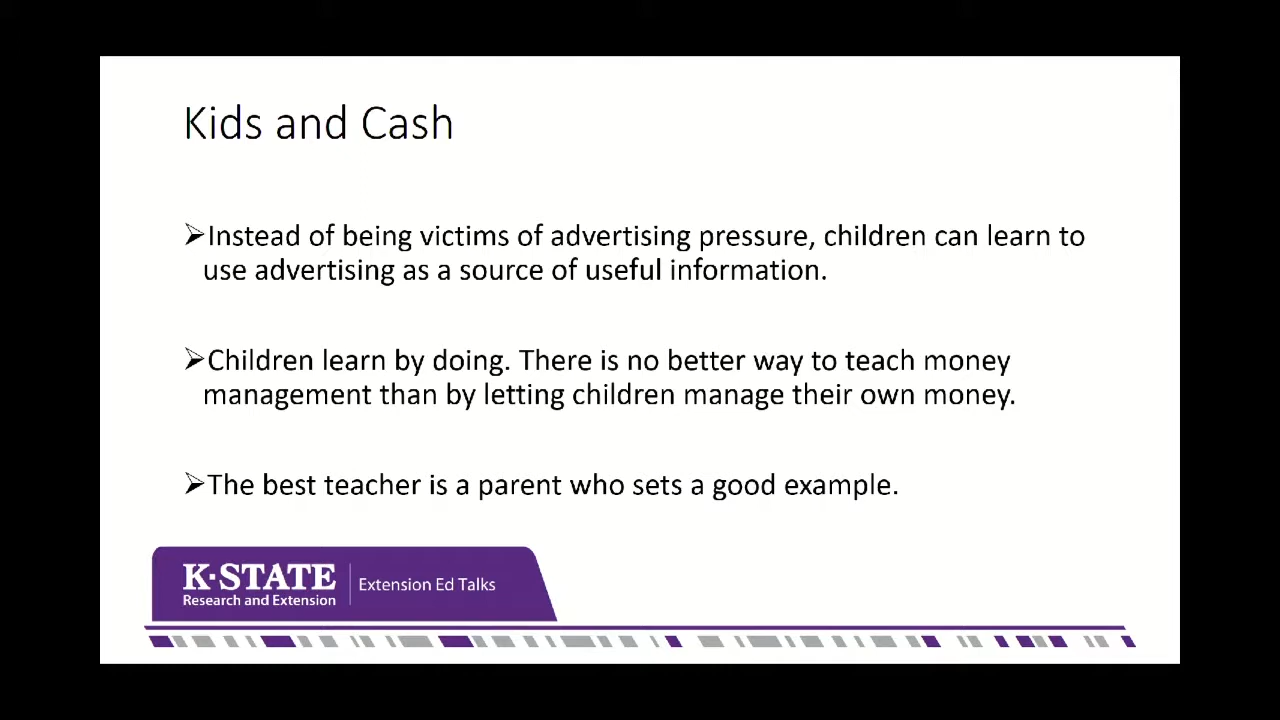 Kids and Cash
➢Instead of being victims of advertising pressure, children can learn to
use advertising as a source of useful information.
➢Children learn by doing. There is no better way to teach money
management than by letting children manage their own money.
➢The best teacher is a parent who sets a good example.
K·STATE
Research and Extension
Extension Ed Talks